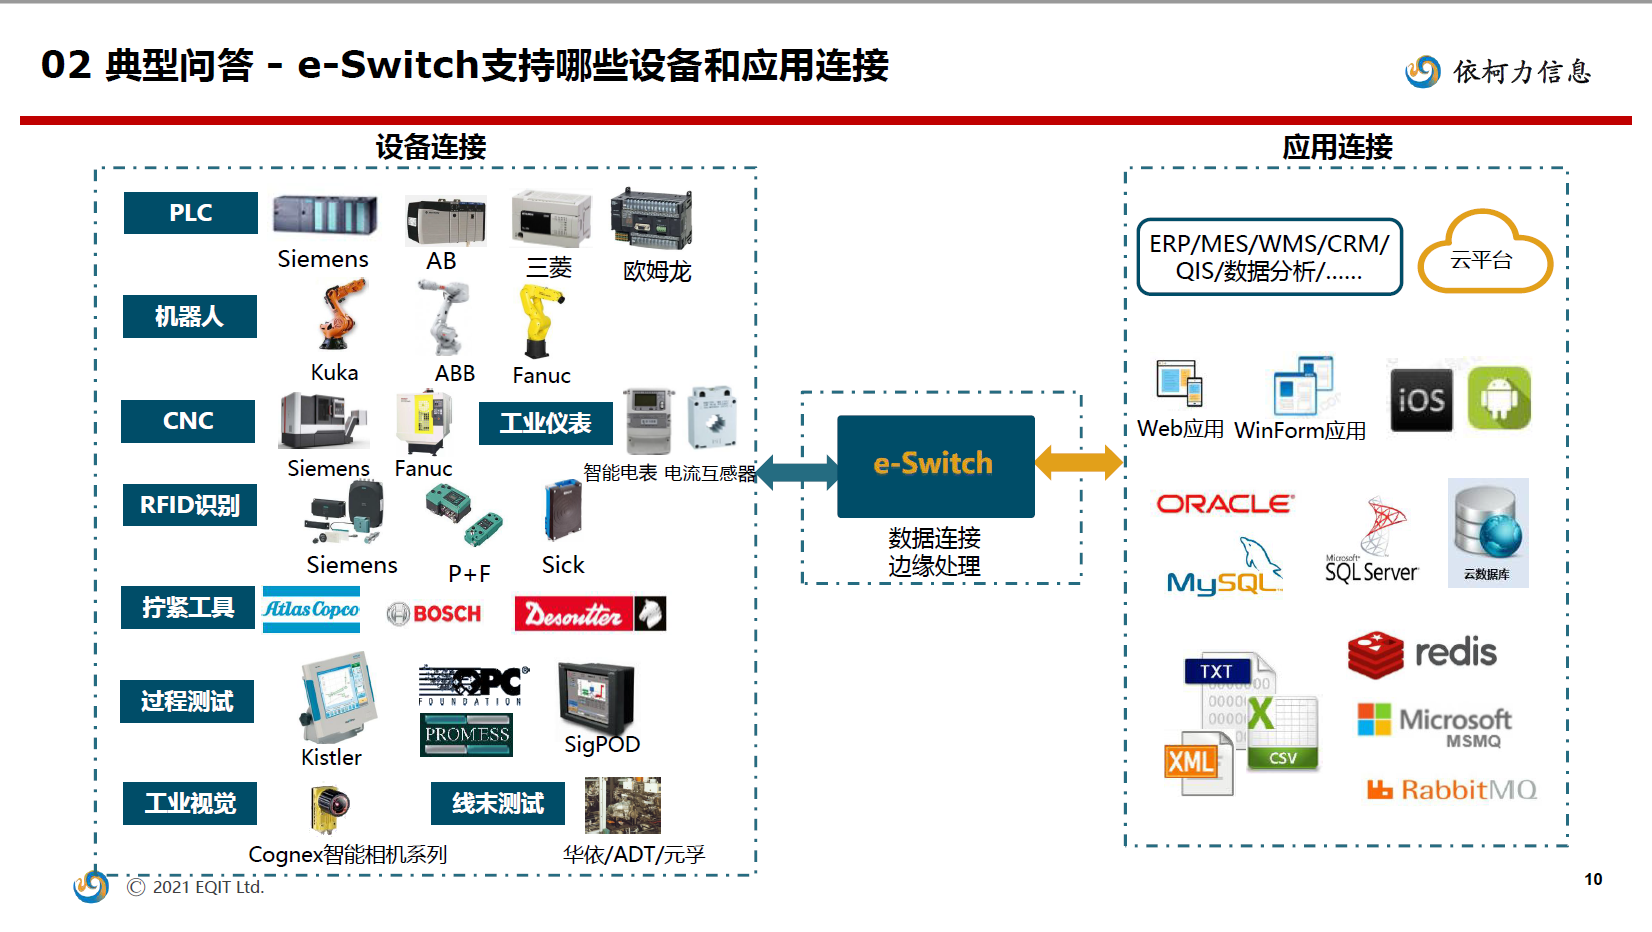 02 典型问答 - e-Switch支持哪些设备和应用连接
依柯力信息
设备连接
应用连接
PLC
Siemens
AB
三菱
欧姆龙
机器人
Kuka
ABB
Fanuc
CNC
Siemens
Fanuc
工业仪表
智能电表
电流互感器
RFID识别
Siemens
P+F
Sick
拧紧工具
Atlas Copco
BOSCH
Desoutter
过程测试
Kistler
OPC
FOUNDATION
PROMESS
SigPOD
工业视觉
Cognex智能相机系列
线末测试
华依/ADT/元孚
e-Switch
数据连接
边缘处理
ERP/MES/WMS/CRM/
QIS/数据分析/......
云平台
Web应用
WinForm应用
iOS
ORACLE
MySQL
Microsoft
SQL Server
云数据库
TXT
XML
CSV
redis
Microsoft
MSMQ
RabbitMQ
© 2021 EQIT Ltd.
10